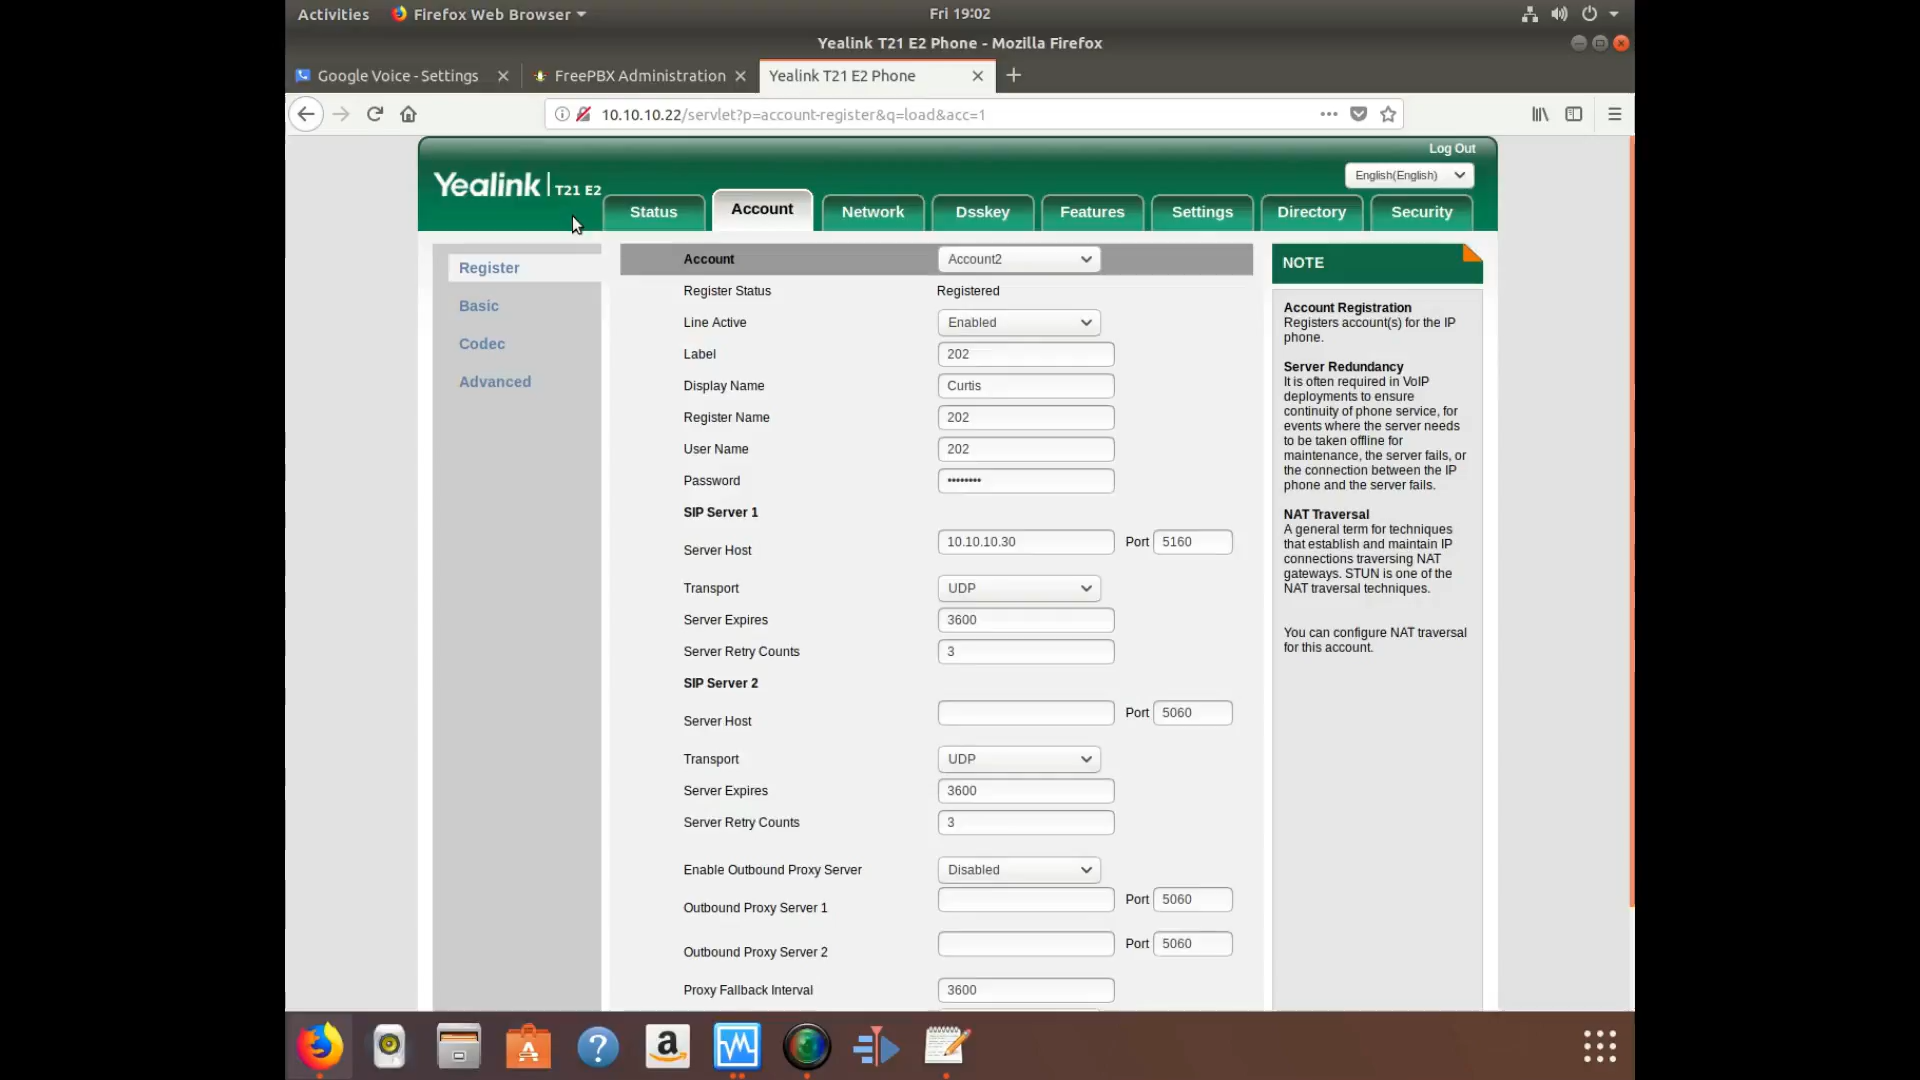 Activities Firefox Web Browser Fri 19:02
Yealink T21 E2 Phone - Mozilla Firefox
Google Voice - Settings FreePBX Administration Yealink T21 E2 Phone
10.10.10.22/servlet?p=account-register&q=load&acc=1
Log Out
English(English)
Yealink T21 E2
Status Account Network Dsskey Features Settings Directory Security
Register
Basic
Codec
Advanced
Account Account2
Register Status Registered
Line Active Enabled
Label 202
Display Name Curtis
Register Name 202
User Name 202
Password ••••••••
SIP Server 1
Server Host 10.10.10.30 Port 5160
Transport UDP
Server Expires 3600
Server Retry Counts 3
SIP Server 2
Server Host Port 5060
Transport UDP
Server Expires 3600
Server Retry Counts 3
Enable Outbound Proxy Server Disabled
Outbound Proxy Server 1 Port 5060
Outbound Proxy Server 2 Port 5060
Proxy Fallback Interval 3600
NOTE
Account Registration
Registers account(s) for the IP
phone.
Server Redundancy
It is often required in VoIP
deployments to ensure
continuity of phone service, for
events where the server needs
to be taken offline for
maintenance, the server fails, or
the connection between the IP
phone and the server fails.
NAT Traversal
A general term for techniques
that establish and maintain IP
connections traversing NAT
gateways. STUN is one of the
NAT traversal techniques.
You can configure NAT traversal
for this account.